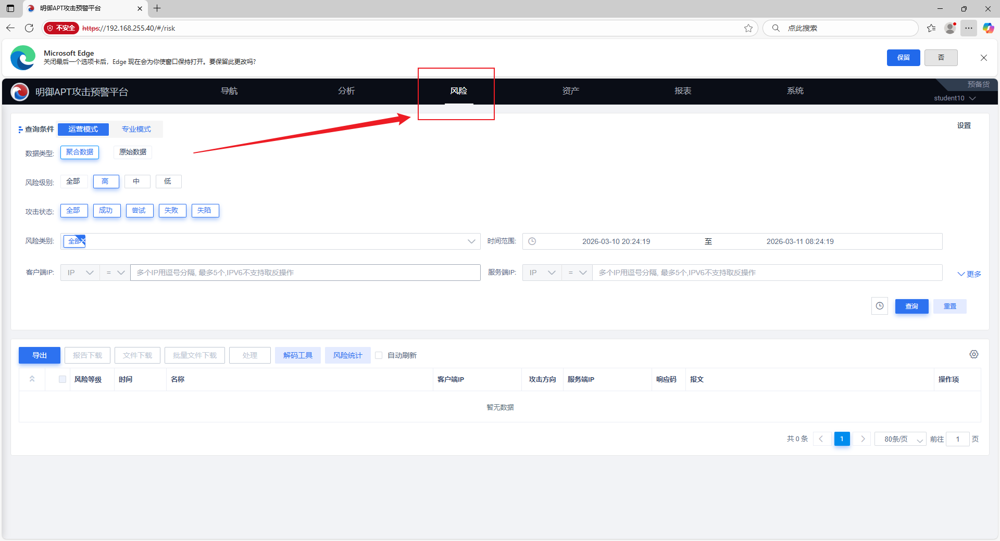 明御APT攻击预警平台
不安全 https://192.168.255.40/#/risk
点此搜索
Microsoft Edge
关闭最后一个选项卡后，Edge 现在会为你使窗口保持打开。要保留此更改吗?
保留 否
明御APT攻击预警平台 导航 分析 风险 资产 报表 系统
预备货
student10
查询条件 运营模式 专业模式 设置
数据类型: 聚合数据 原始数据
风险级别: 全部 高 中 低
攻击状态: 全部 成功 尝试 失败 失陷
风险类别: 全部 时间范围: 2026-03-10 20:24:19 至 2026-03-11 08:24:19
客户端IP: IP = 多个IP用逗号分隔, 最多5个,IPV6不支持取反操作 服务端IP: IP = 多个IP用逗号分隔, 最多5个,IPV6不支持取反操作 更多
查询 重置
导出 报告下载 文件下载 批量文件下载 处理 解码工具 风险统计 自动刷新
风险等级 时间 名称 客户端IP 攻击方向 服务端IP 响应码 报文 操作项
暂无数据
共 0 条 1 80条/页 前往 1 页